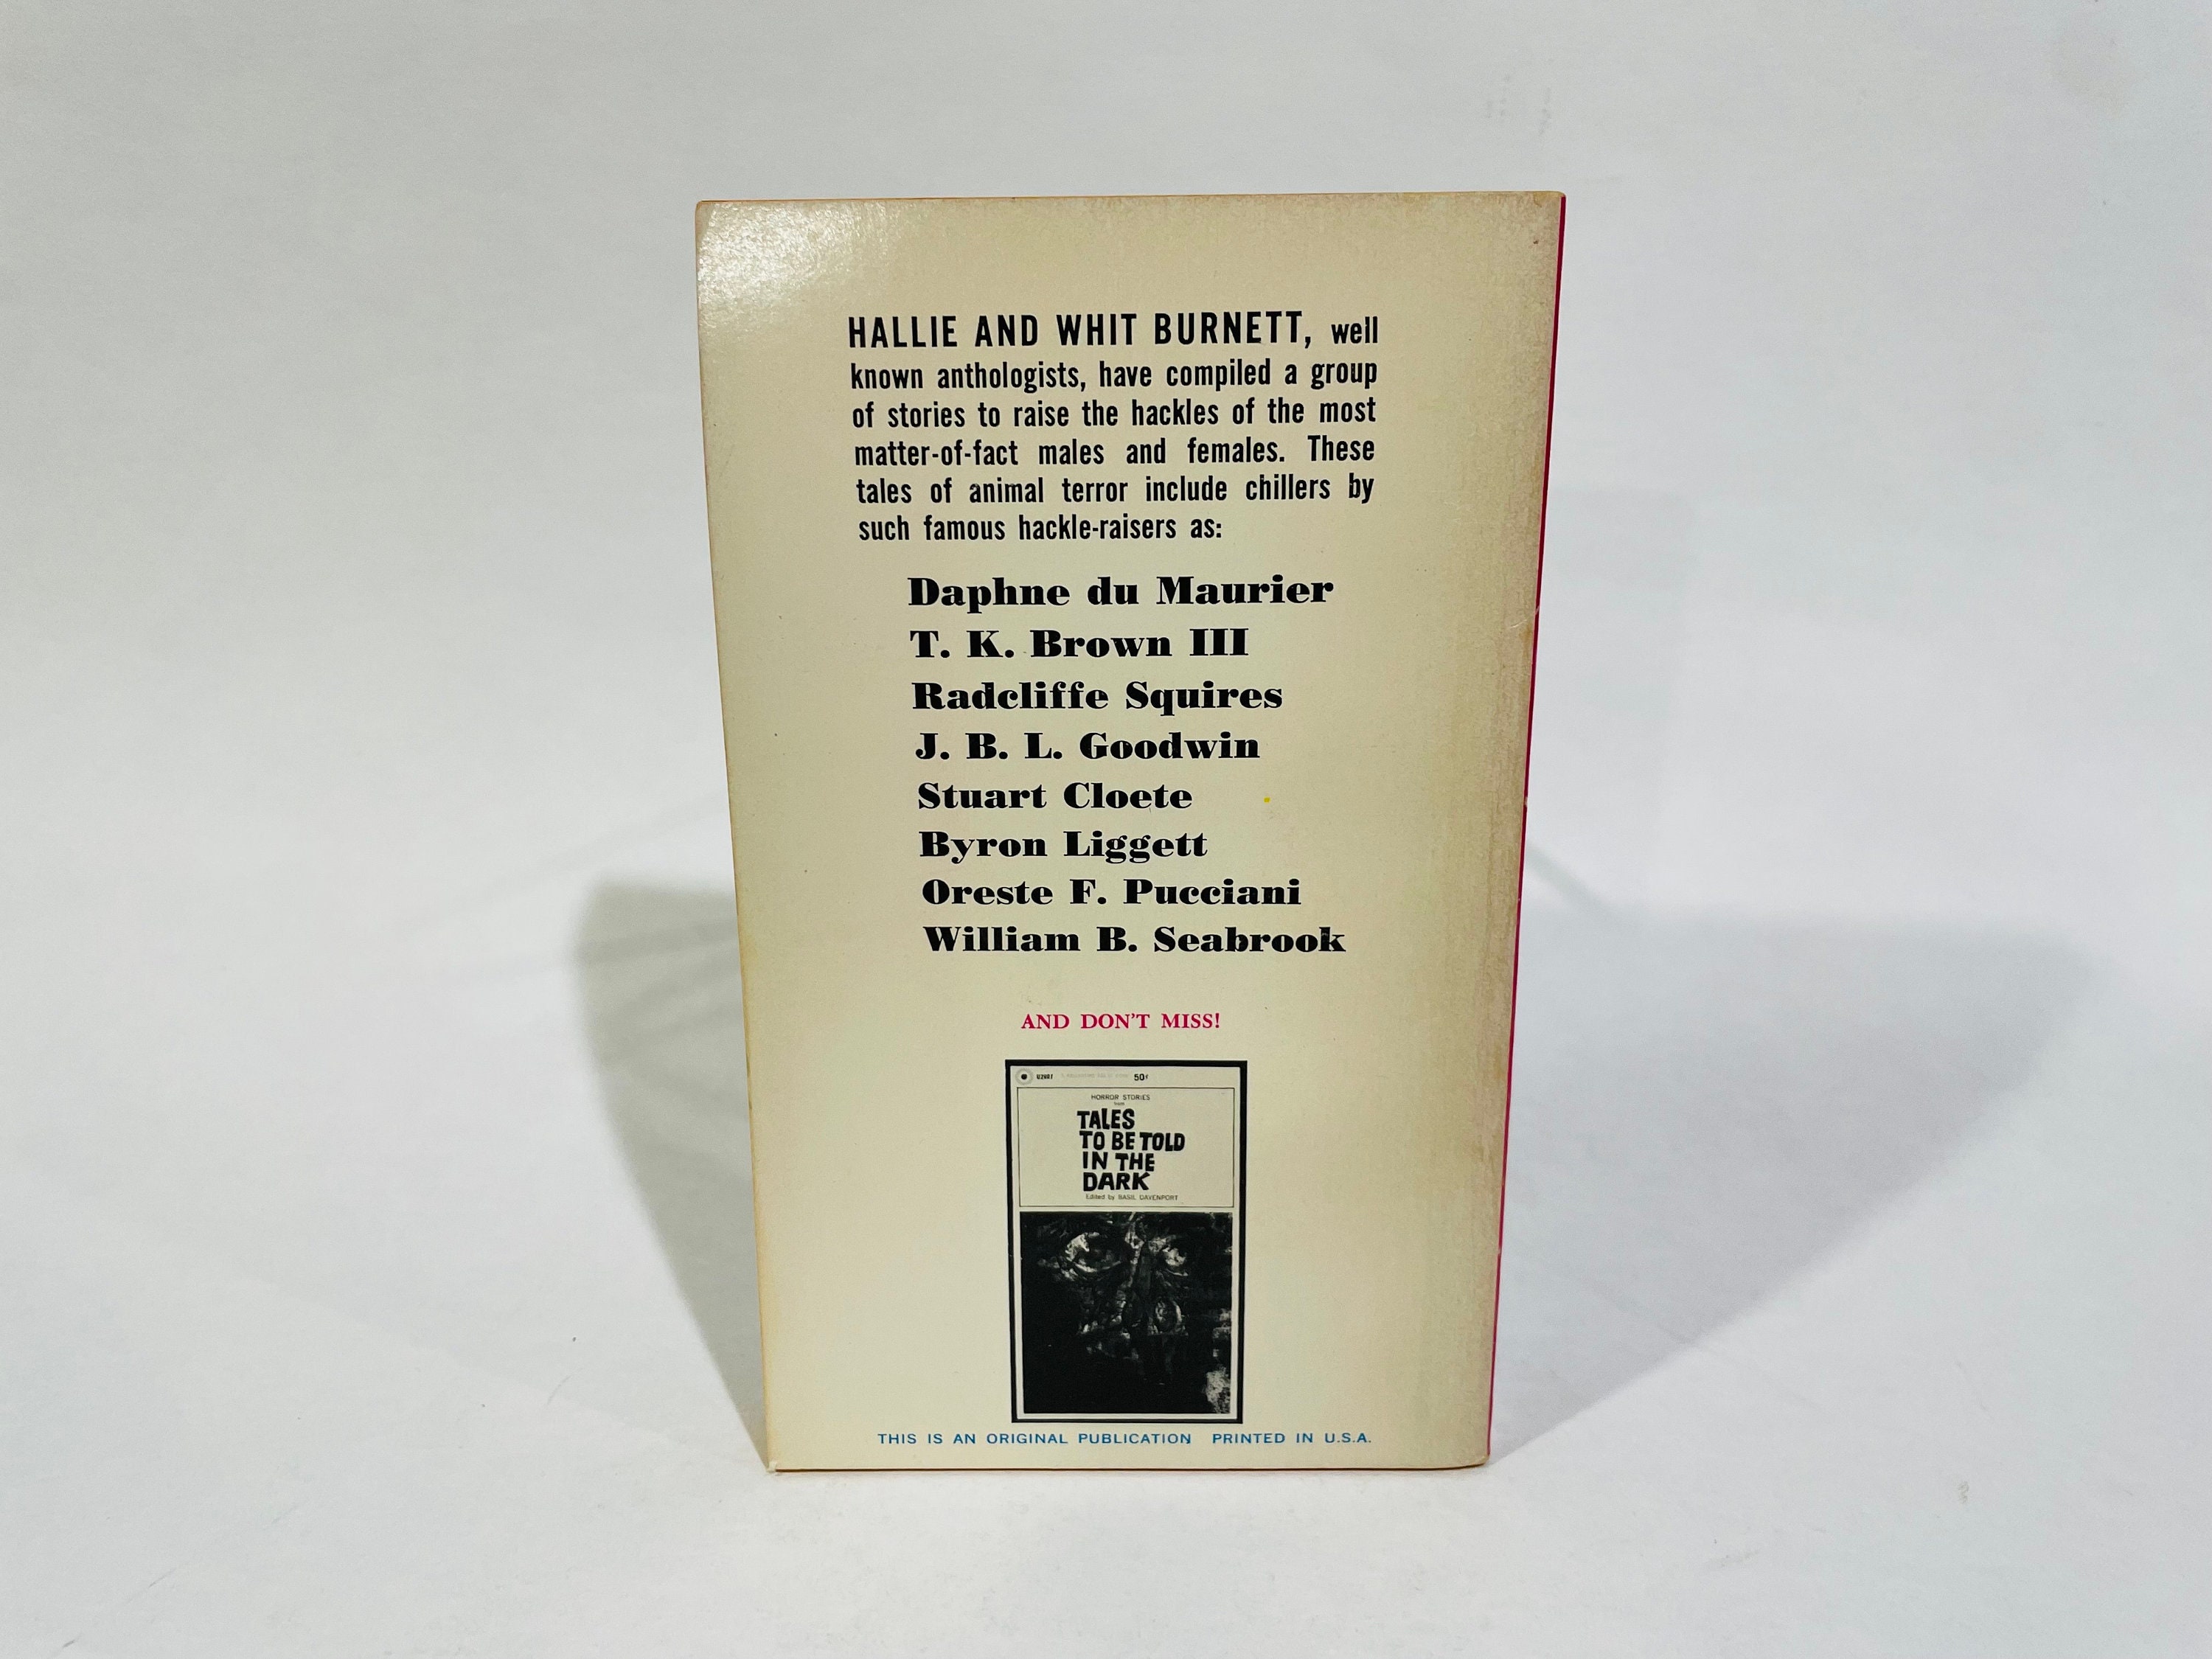 HALLIE AND WHIT BURNETT, well
known anthologists, have compiled a group
of stories to raise the hackles of the most
matter-of-fact males and females. These
tales of animal terror include chillers by
such famous hackle-raisers as:
Daphne du Maurier
T. K. Brown III
Radcliffe Squires
J. B. L. Goodwin
Stuart Cloete
Byron Liggett
Oreste F. Pucciani
William B. Seabrook
AND DON'T MISS!
50¢
HORROR STORIES
from
TALES
TO BE TOLD
IN THE
DARK
Edited by BASIL DAVENPORT
THIS IS AN ORIGINAL PUBLICATION PRINTED IN U.S.A.